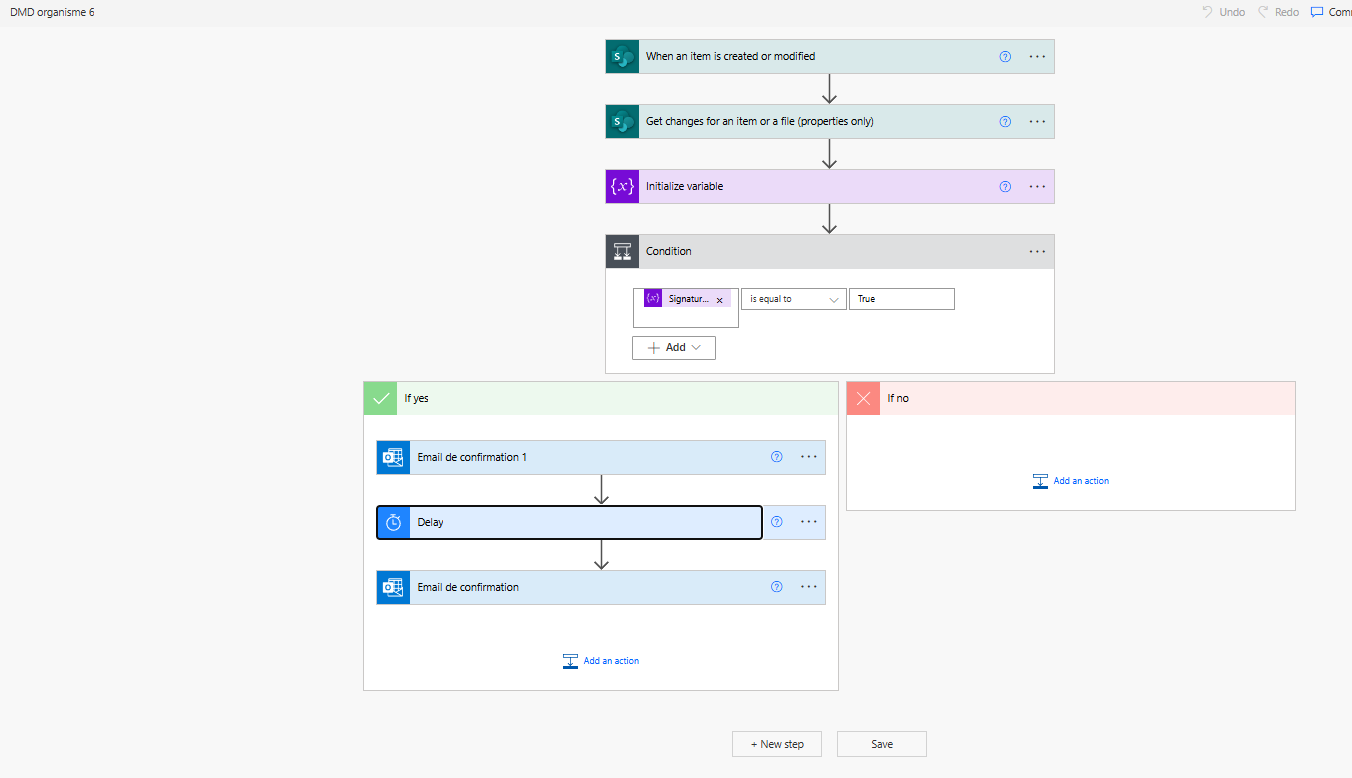 DMD organisme 6
Undo
Redo
Comm
When an item is created or modified
Get changes for an item or a file (properties only)
Initialize variable
Condition
Signatur...
is equal to
True
Add
If yes
If no
Email de confirmation 1
Add an action
Delay
Email de confirmation
Add an action
+ New step
Save